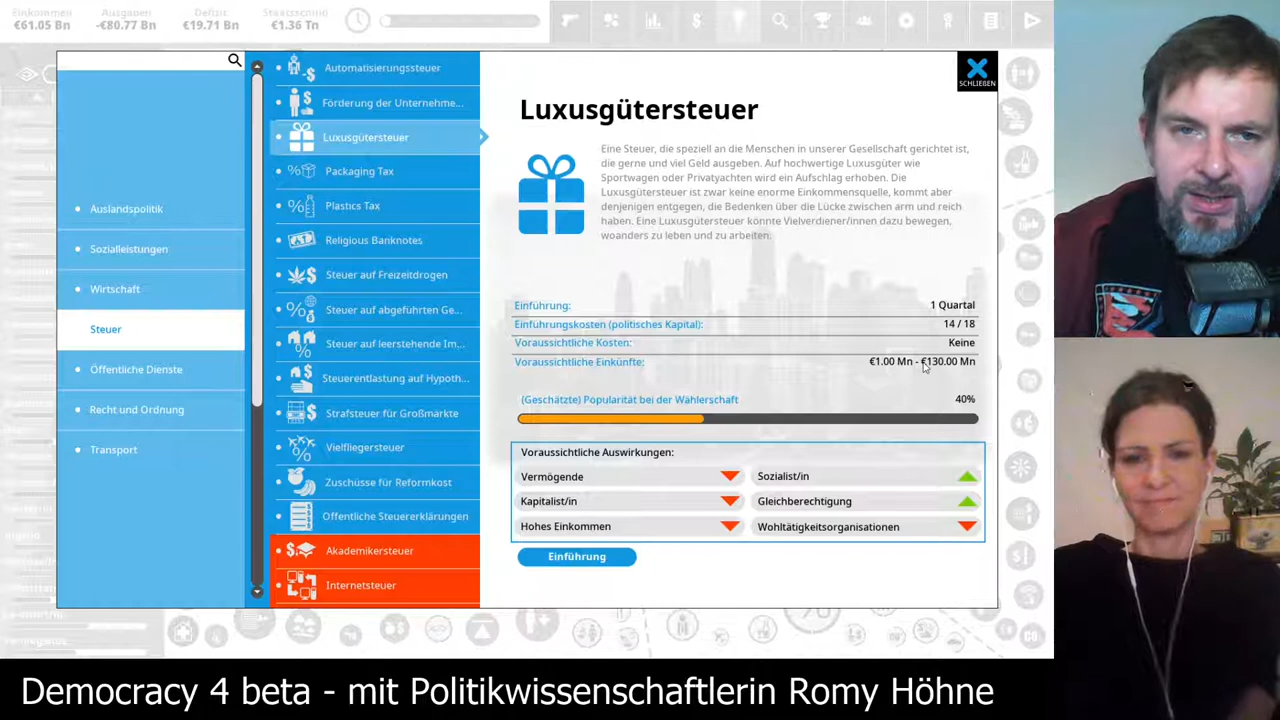 Einkommen Ausgaben Defizit Staatsschuld
€61.05 Bn -€80.77 Bn €19.71 Bn €1.36 Tn
SCHLIEßEN
Auslandspolitik
Sozialleistungen
Wirtschaft
Steuer
Öffentliche Dienste
Recht und Ordnung
Transport
Automatisierungssteuer
Förderung der Unternehme...
Luxusgütersteuer
Packaging Tax
Plastics Tax
Religious Banknotes
Steuer auf Freizeitdrogen
Steuer auf abgeführten Ge...
Steuer auf leerstehende Im...
Steuerentlastung auf Hypoth...
Strafsteuer für Großmärkte
Vielfliegersteuer
Zuschüsse für Reformkost
Öffentliche Steuererklärungen
Akademikersteuer
Internetsteuer
Luxusgütersteuer
Eine Steuer, die speziell an die Menschen in unserer Gesellschaft gerichtet ist,
die gerne und viel Geld ausgeben. Auf hochwertige Luxusgüter wie
Sportwagen oder Privatyachten wird ein Aufschlag erhoben. Die
Luxusgütersteuer ist zwar keine enorme Einkommensquelle, kommt aber
denjenigen entgegen, die Bedenken über die Lücke zwischen arm und reich
haben. Eine Luxusgütersteuer könnte Vielverdiener/innen dazu bewegen,
woanders zu leben und zu arbeiten.
Einführung: 1 Quartal
Einführungskosten (politisches Kapital): 14 / 18
Voraussichtliche Kosten: Keine
Voraussichtliche Einkünfte: €1.00 Mn - €130.00 Mn
(Geschätzte) Popularität bei der Wählerschaft 40%
Voraussichtliche Auswirkungen:
Vermögende Sozialist/in
Kapitalist/in Gleichberechtigung
Hohes Einkommen Wohltätigkeitsorganisationen
Einführung
Democracy 4 beta - mit Politikwissenschaftlerin Romy Höhne